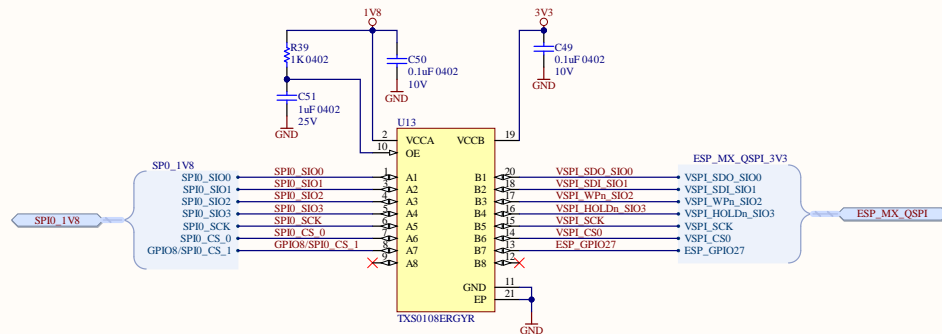 1V8
3V3
R39
1K 0402
C50
0.1uF 0402
10V
GND
C49
0.1uF 0402
10V
GND
C51
1uF 0402
25V
GND
U13
2 VCCA VCCB 19
10 OE
SP0_1V8
ESP_MX_QSPI_3V3
SPI0_SIO0 SPI0_SIO0 1 A1 B1 20 VSPI_SDO_SIO0 VSPI_SDO_SIO0
SPI0_SIO1 SPI0_SIO1 3 A2 B2 18 VSPI_SDI_SIO1 VSPI_SDI_SIO1
SPI0_SIO2 SPI0_SIO2 4 A3 B3 17 VSPI_WPn_SIO2 VSPI_WPn_SIO2
SPI0_SIO3 SPI0_SIO3 5 A4 B4 16 VSPI_HOLDn_SIO3 VSPI_HOLDn_SIO3
SPI0_SCK SPI0_SCK 6 A5 B5 15 VSPI_SCK VSPI_SCK
SPI0_CS_0 SPI0_CS_0 7 A6 B6 14 VSPI_CS0 VSPI_CS0
GPIO8/SPI0_CS_1 GPIO8/SPI0_CS_1 8 A7 B7 13 ESP_GPIO27 ESP_GPIO27
9 A8 B8 12
SPI0_1V8
ESP_MX_QSPI
GND 11
EP 21
TXS0108ERGYR
GND